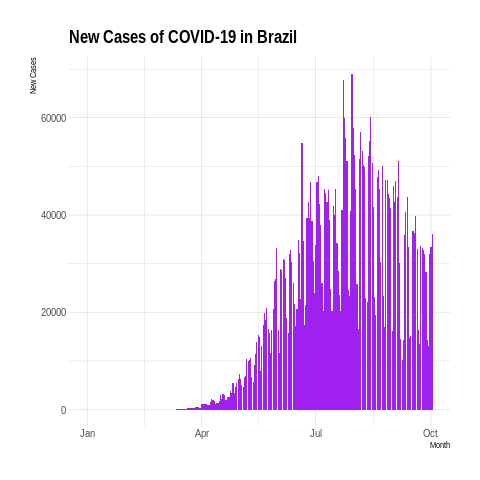 New Cases of COVID-19 in Brazil
New Cases
60000
40000
20000
0
Jan Apr Jul Oct
Month